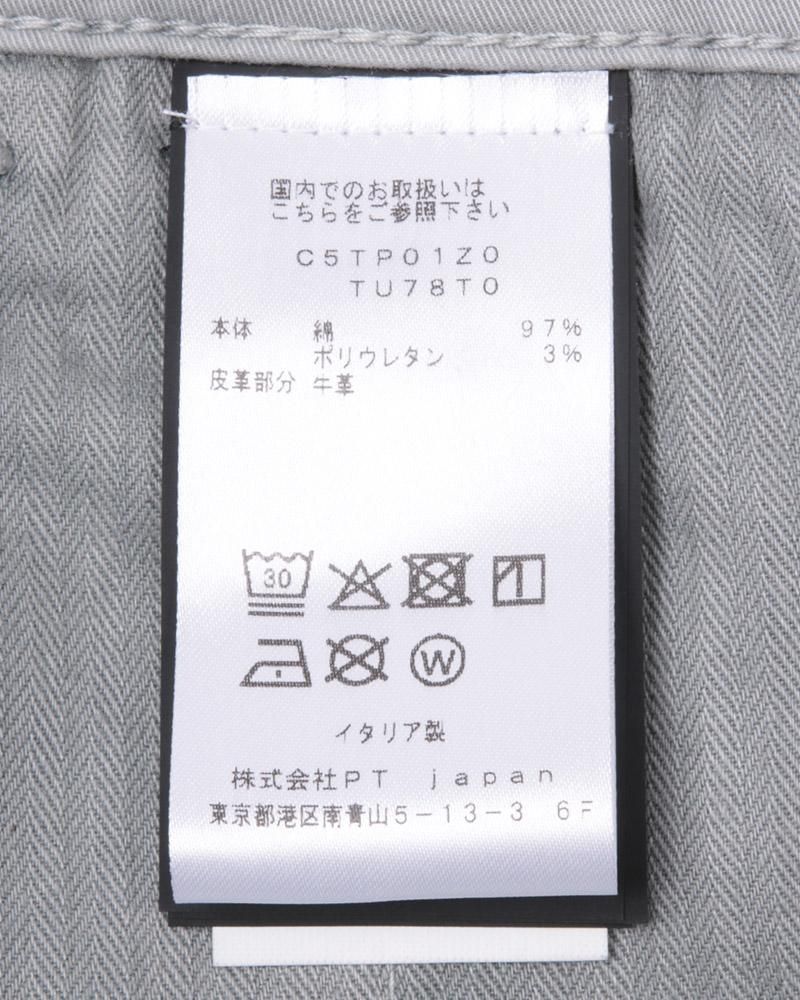 国内でのお取扱いは
こちらをご参照下さい
C5TP01Z0
TU78T0
本体 綿 97%
ポリウレタン 3%
皮革部分 牛革
30
W
イタリア製
株式会社PT japan
東京都港区南青山5-13-3 6F